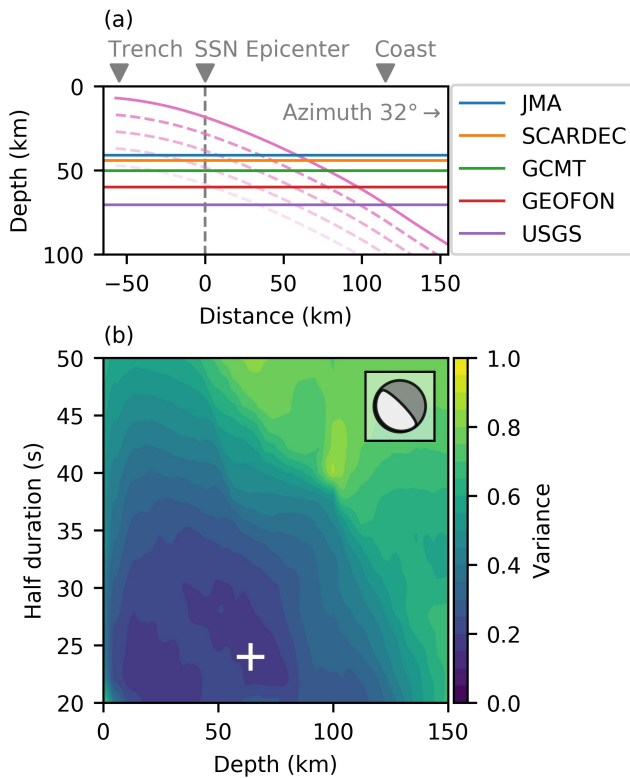 (a)
Trench SSN Epicenter Coast
0
50
100
Depth (km)
Azimuth 32° →
−50 0 50 100 150
Distance (km)
JMA
SCARDEC
GCMT
GEOFON
USGS
(b)
50
45
40
35
30
25
20
Half duration (s)
0 50 100 150
Depth (km)
1.0
0.8
0.6
0.4
0.2
0.0
Variance